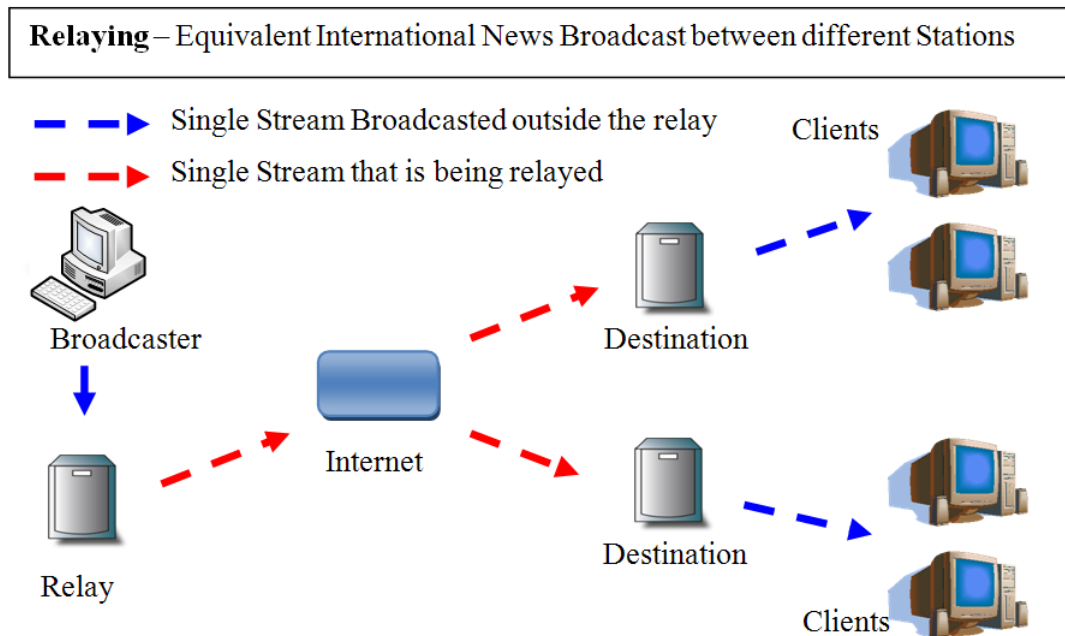 Relaying – Equivalent International News Broadcast between different Stations
Single Stream Broadcasted outside the relay
Clients
Single Stream that is being relayed
Broadcaster
Destination
Internet
Destination
Relay
Clients